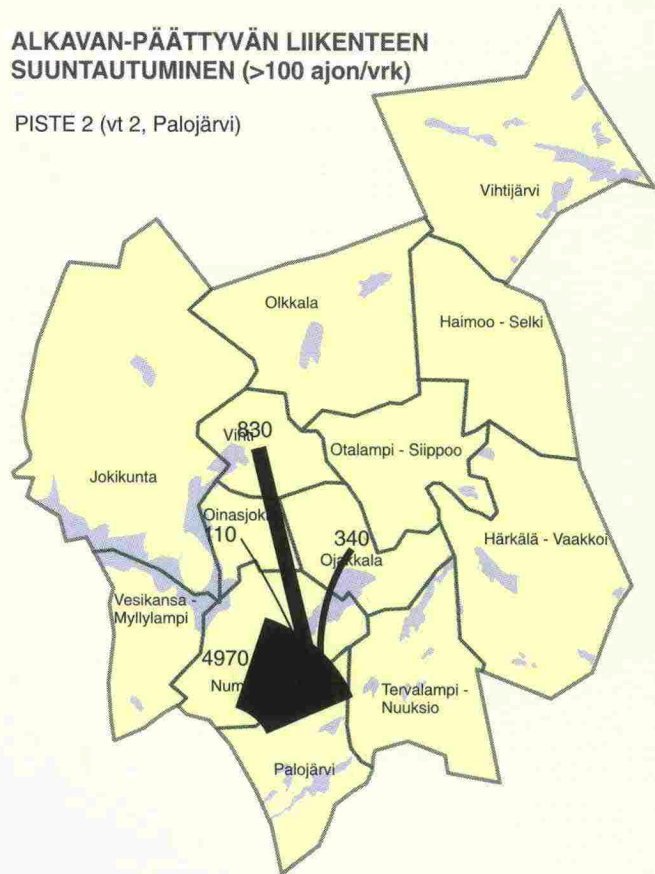 ALKAVAN-PÄÄTTYVÄN LIIKENTEEN
SUUNTAUTUMINEN (>100 ajon/vrk)
PISTE 2 (vt 2, Palojärvi)
Vihtijärvi
Olkkala
Haimoo - Selki
830
Otalampi - Siippoo
Jokikunta
110
340
Ojakkala
Härkälä - Vaakkoi
Vesikansa -
Myllylampi
4970
Tervalampi -
Nuuksio
Palojärvi